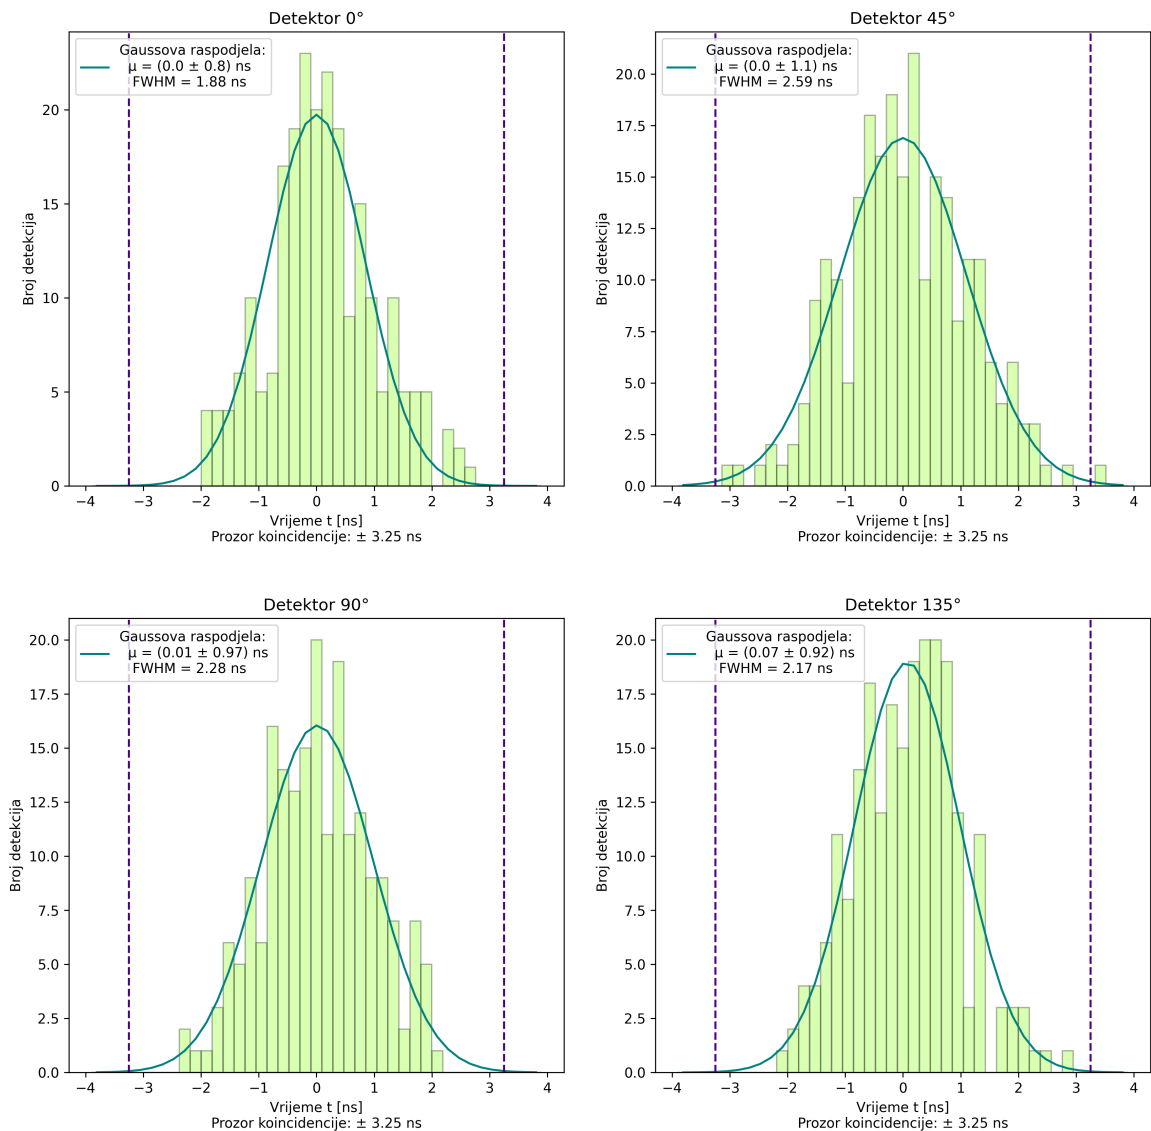 Detektor 0°
Gaussova raspodjela:
μ = (0.0 ± 0.8) ns
FWHM = 1.88 ns
Broj detekcija
20
15
10
5
0
−4 −3 −2 −1 0 1 2 3 4
Vrijeme t [ns]
Prozor koincidencije: ± 3.25 ns
Detektor 45°
Gaussova raspodjela:
μ = (0.0 ± 1.1) ns
FWHM = 2.59 ns
Broj detekcija
20.0
17.5
15.0
12.5
10.0
7.5
5.0
2.5
0.0
−4 −3 −2 −1 0 1 2 3 4
Vrijeme t [ns]
Prozor koincidencije: ± 3.25 ns
Detektor 90°
Gaussova raspodjela:
μ = (0.01 ± 0.97) ns
FWHM = 2.28 ns
Broj detekcija
20.0
17.5
15.0
12.5
10.0
7.5
5.0
2.5
0.0
−4 −3 −2 −1 0 1 2 3 4
Vrijeme t [ns]
Prozor koincidencije: ± 3.25 ns
Detektor 135°
Gaussova raspodjela:
μ = (0.07 ± 0.92) ns
FWHM = 2.17 ns
Broj detekcija
20.0
17.5
15.0
12.5
10.0
7.5
5.0
2.5
0.0
−4 −3 −2 −1 0 1 2 3 4
Vrijeme t [ns]
Prozor koincidencije: ± 3.25 ns